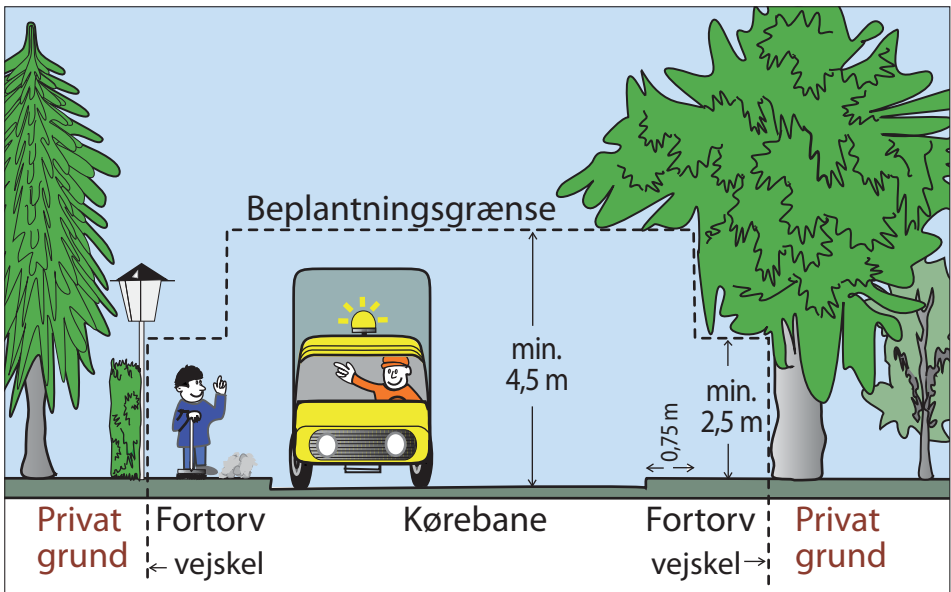 Beplantningsgrænse
min.
4,5 m
0,75 m
min.
2,5 m
Privat
grund
Fortorv
← vejskel
Kørebane
Fortorv
vejskel →
Privat
grund